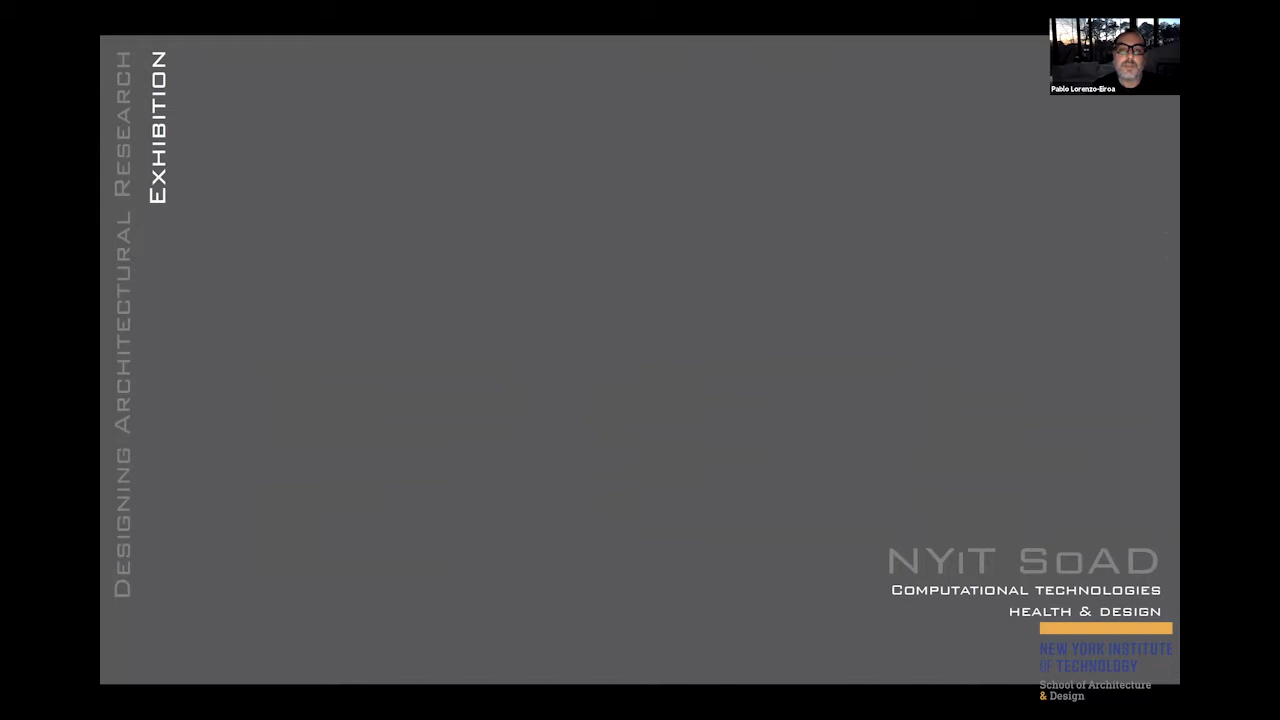 Designing Architectural Research
Exhibition
Pablo Lorenzo-Eiroa
NYiT SoAD
Computational technologies
health & design
NEW YORK INSTITUTE
OF TECHNOLOGY
School of Architecture
& Design